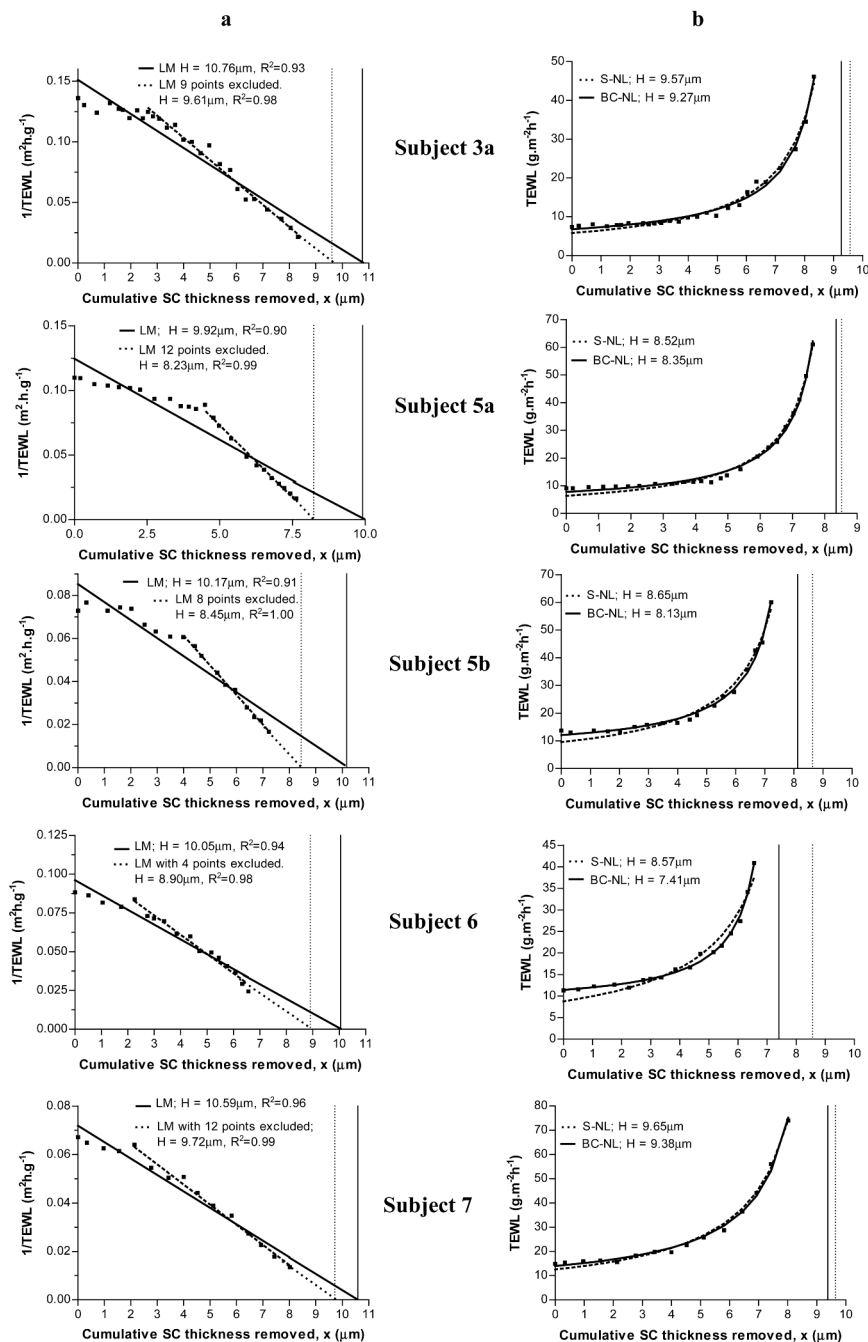 a
b
LM H = 10.76μm, R²=0.93
LM 9 points excluded.
H = 9.61μm, R²=0.98
0.15
0.10
0.05
0.00
1/TEWL (m²h.g⁻¹)
0 1 2 3 4 5 6 7 8 9 10 11
Cumulative SC thickness removed, x (μm)
Subject 3a
S-NL; H = 9.57μm
BC-NL; H = 9.27μm
50
40
30
20
10
0
TEWL (g.m⁻²h⁻¹)
0 1 2 3 4 5 6 7 8 9 10
Cumulative SC thickness removed, x (μm)
LM; H = 9.92μm, R²=0.90
LM 12 points excluded.
H = 8.23μm, R²=0.99
0.15
0.10
0.05
0.00
1/TEWL (m².h.g⁻¹)
0.0 2.5 5.0 7.5 10.0
Cumulative SC thickness removed, x (μm)
Subject 5a
S-NL; H = 8.52μm
BC-NL; H = 8.35μm
70
60
50
40
30
20
10
0
TEWL (g.m⁻²h⁻¹)
0 1 2 3 4 5 6 7 8 9
Cumulative SC thickness removed, x (μm)
LM; H = 10.17μm, R²=0.91
LM 8 points excluded.
H = 8.45μm, R²=1.00
0.10
0.08
0.06
0.04
0.02
0.00
1/TEWL (m².h.g⁻¹)
0 1 2 3 4 5 6 7 8 9 10 11
Cumulative SC thickness removed, x (μm)
Subject 5b
S-NL; H = 8.65μm
BC-NL; H = 8.13μm
70
60
50
40
30
20
10
0
TEWL (g.m⁻²h⁻¹)
0 1 2 3 4 5 6 7 8 9 10
Cumulative SC thickness removed, x (μm)
LM; H = 10.05μm, R²=0.94
LM with 4 points excluded.
H = 8.90μm, R²=0.98
0.125
0.100
0.075
0.050
0.025
0.000
1/TEWL (m²h.g⁻¹)
0 1 2 3 4 5 6 7 8 9 10 11
Cumulative SC thickness removed, x (μm)
Subject 6
S-NL; H = 8.57μm
BC-NL; H = 7.41μm
45
40
35
30
25
20
15
10
5
0
TEWL (g.m⁻²h⁻¹)
0 1 2 3 4 5 6 7 8 9 10
Cumulative SC thickness removed, x (μm)
LM; H = 10.59μm, R²=0.96
LM with 12 points excluded;
H = 9.72μm, R²=0.99
0.08
0.06
0.04
0.02
0.00
1/TEWL (m²h.g⁻¹)
0 1 2 3 4 5 6 7 8 9 10 11
Cumulative SC thickness removed, x (μm)
Subject 7
S-NL; H = 9.65μm
BC-NL; H = 9.38μm
80
70
60
50
40
30
20
10
0
TEWL (g.m⁻²h⁻¹)
0 1 2 3 4 5 6 7 8 9 10
Cumulative SC thickness removed, x (μm)